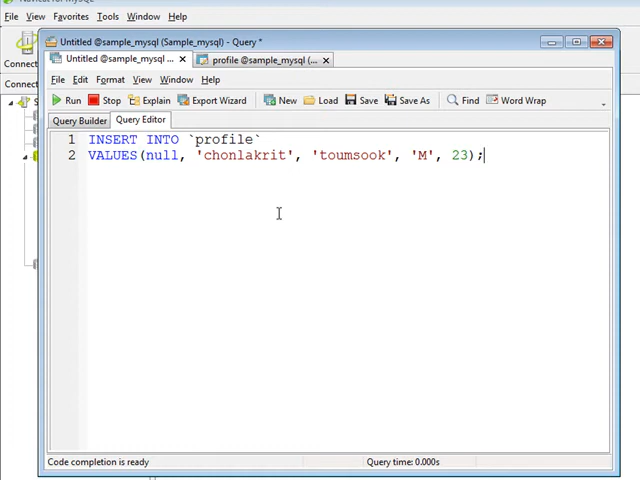 File View Favorites Tools Window Help
Connect
Connect
Untitled @sample_mysql (Sample_mysql) - Query *
Untitled @sample_mysql ... profile @sample_mysql (...
File Edit Format View Window Help
Run Stop Explain Export Wizard New Load Save Save As Find Word Wrap
Query Builder Query Editor
1 INSERT INTO `profile`
2 VALUES(null, 'chonlakrit', 'toumsook', 'M', 23);
Code completion is ready Query time: 0.000s